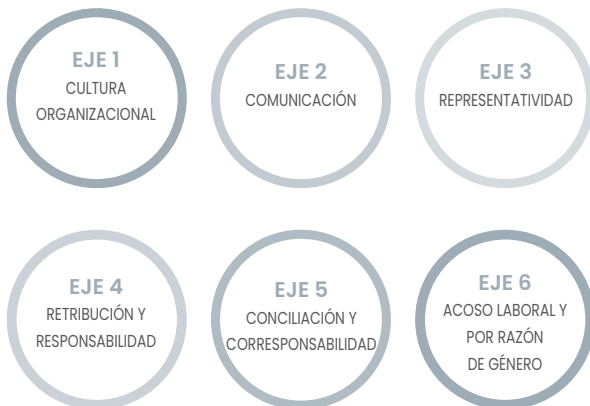 EJE 1
CULTURA
ORGANIZACIONAL
EJE 2
COMUNICACIÓN
EJE 3
REPRESENTATIVIDAD
EJE 4
RETRIBUCIÓN Y
RESPONSABILIDAD
EJE 5
CONCILIACIÓN Y
CORRESPONSABILIDAD
EJE 6
ACOSO LABORAL Y
POR RAZÓN
DE GÉNERO